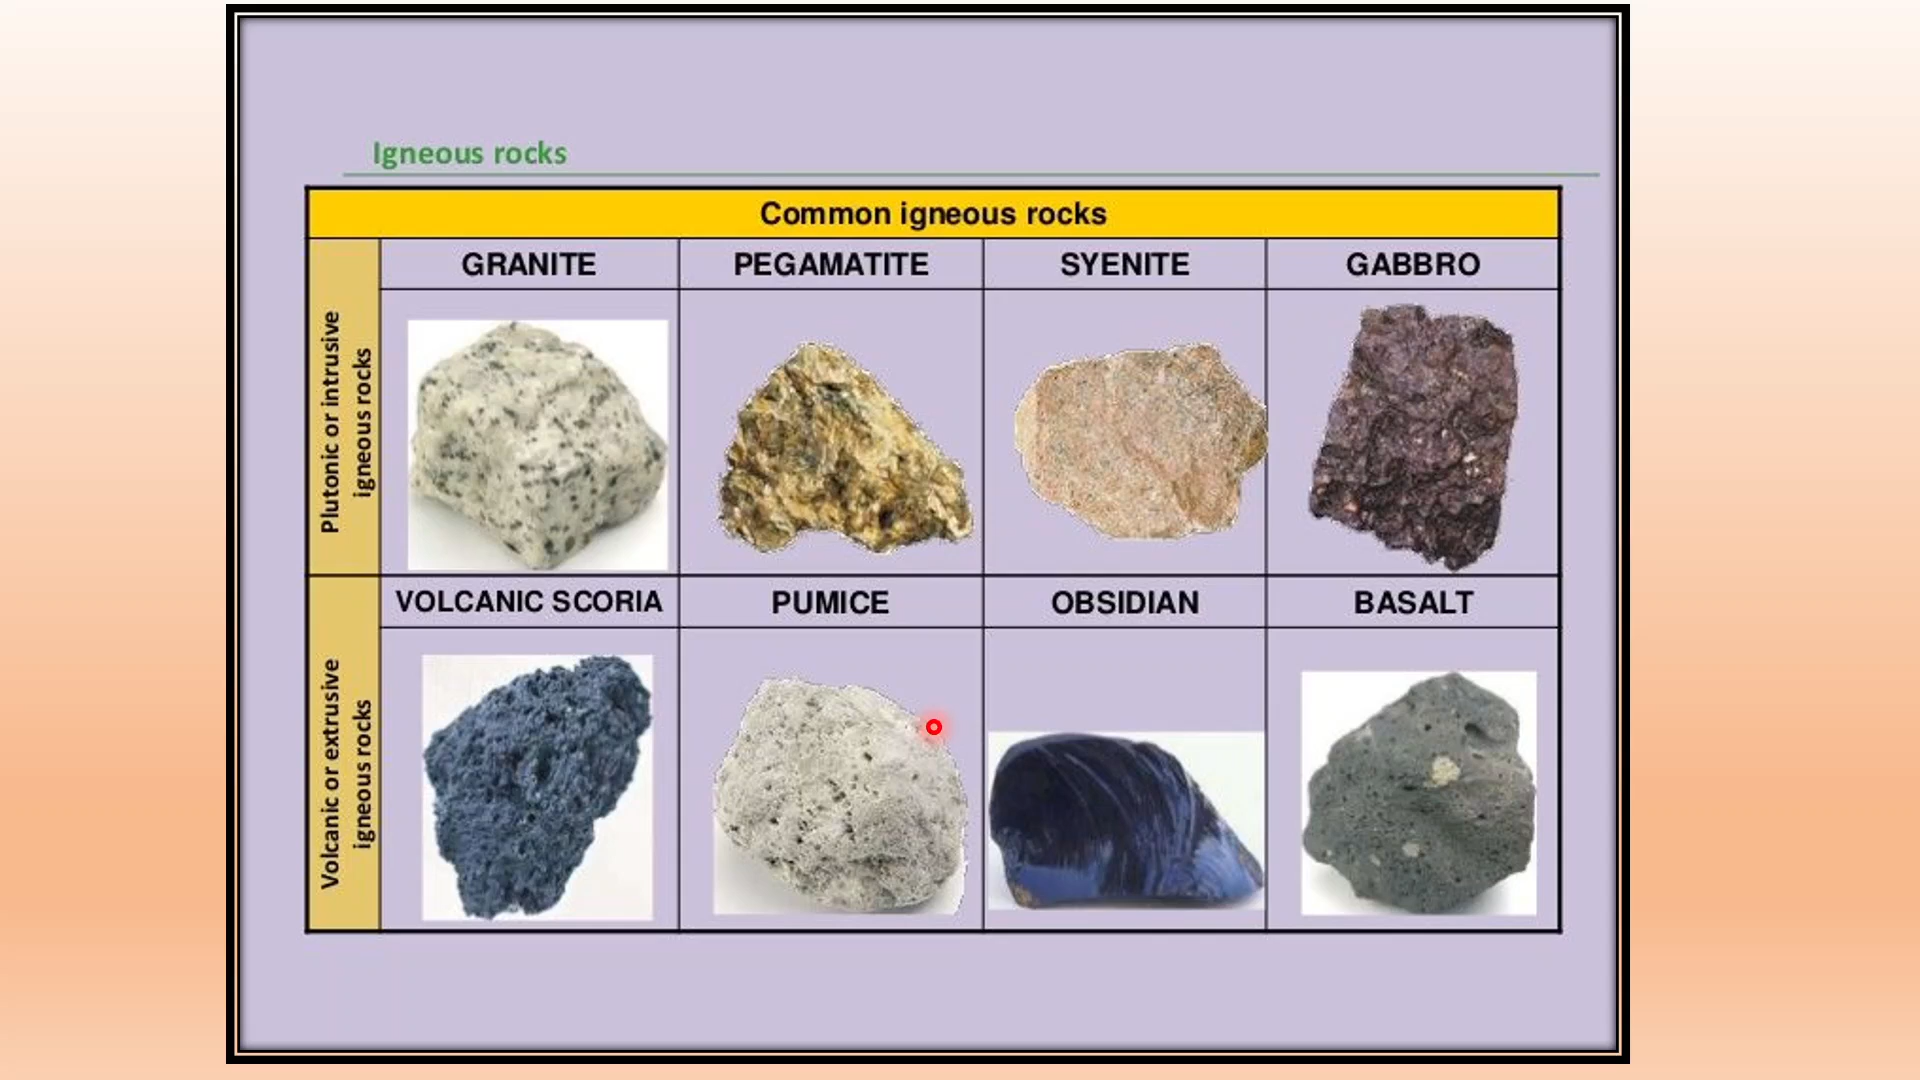 Igneous rocks
Common igneous rocks
GRANITE
PEGAMATITE
SYENITE
GABBRO
Plutonic or intrusive
igneous rocks
VOLCANIC SCORIA
PUMICE
OBSIDIAN
BASALT
Volcanic or extrusive
igneous rocks